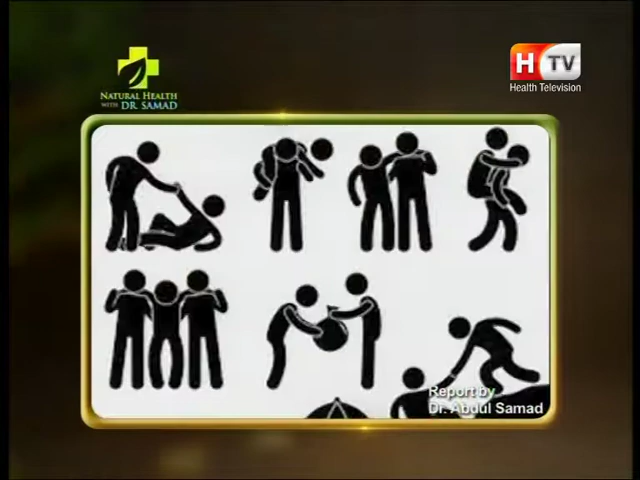 NATURAL HEALTH
WITH DR. SAMAD
H TV
Health Television
Report by
Dr. Abdul Samad